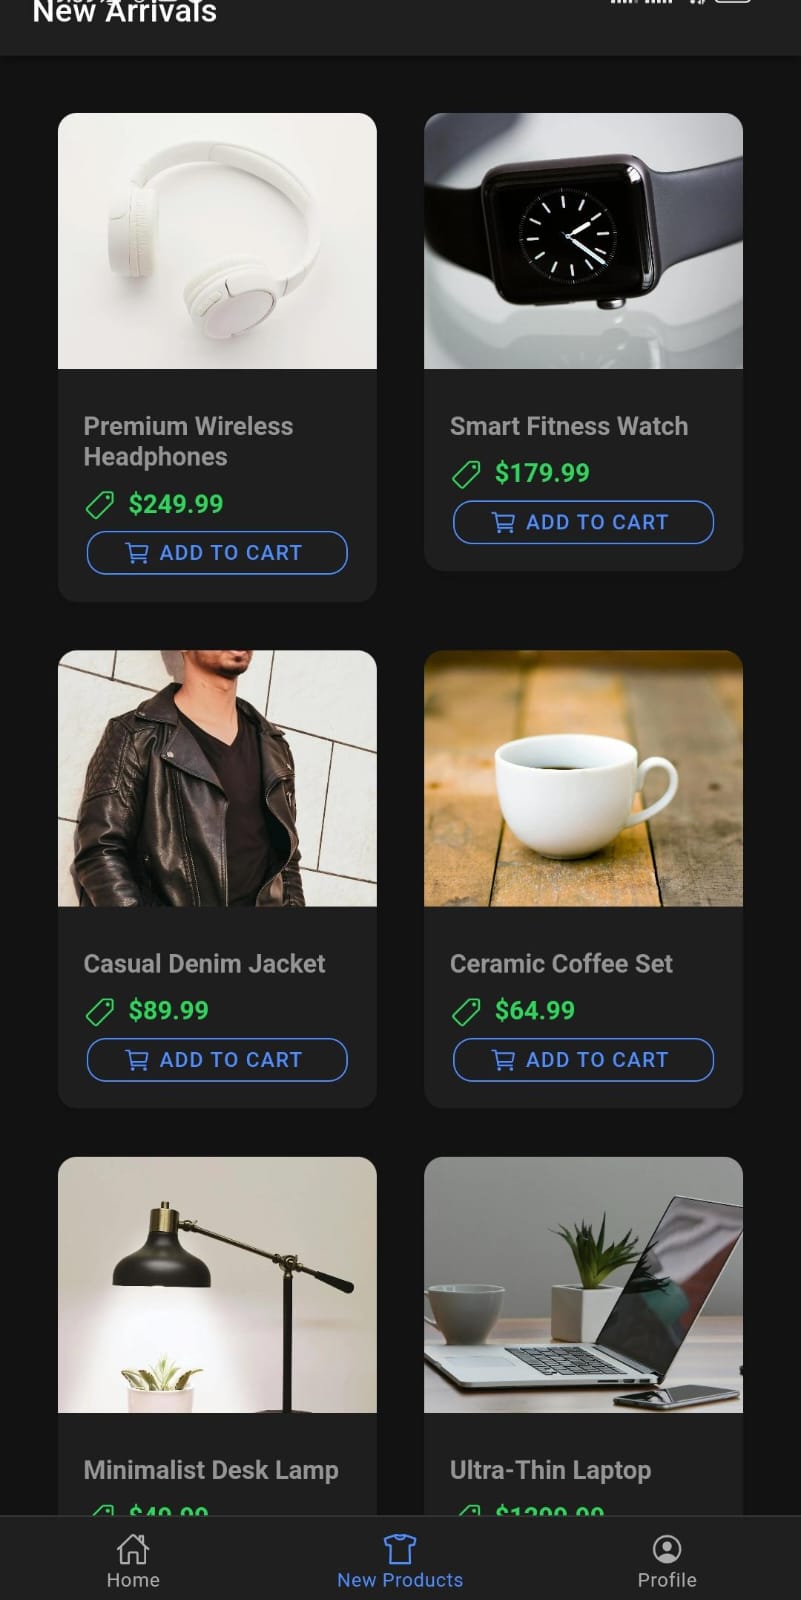 New Arrivals
Premium Wireless
Headphones
$249.99
ADD TO CART
Smart Fitness Watch
$179.99
ADD TO CART
Casual Denim Jacket
$89.99
ADD TO CART
Ceramic Coffee Set
$64.99
ADD TO CART
Minimalist Desk Lamp
Ultra-Thin Laptop
Home
New Products
Profile